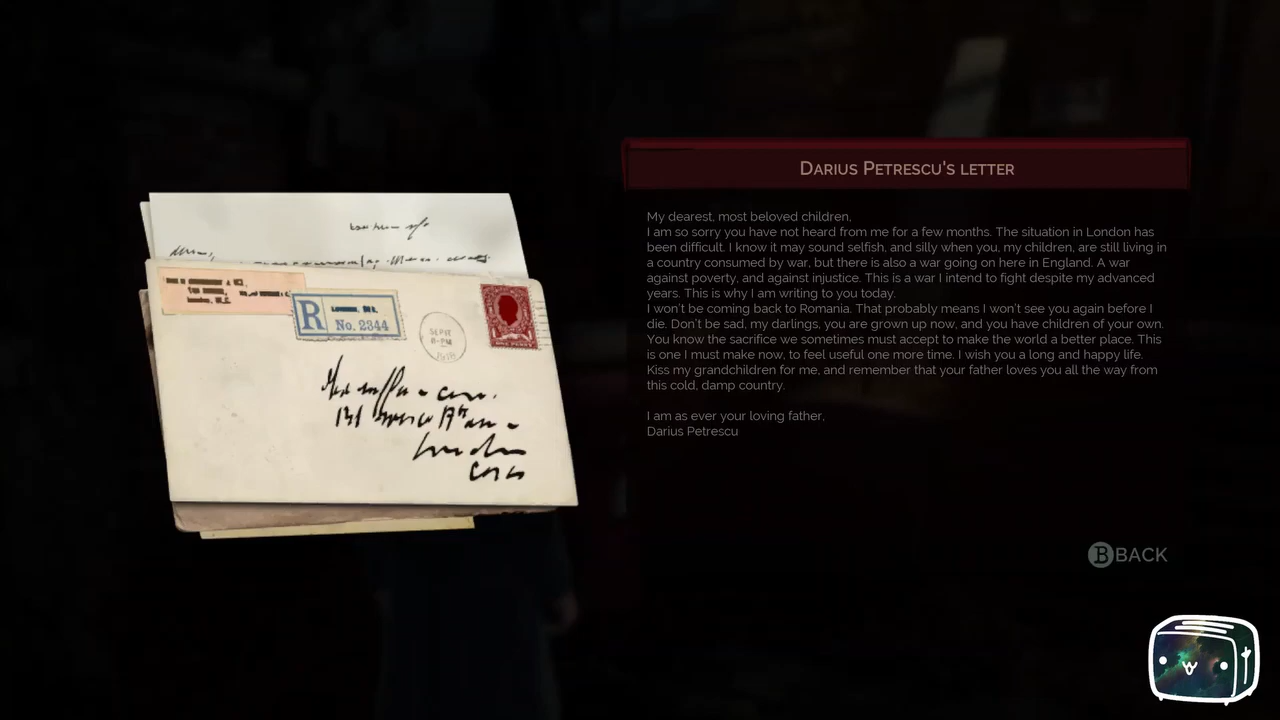 DARIUS PETRESCU'S LETTER
My dearest, most beloved children,
I am so sorry you have not heard from me for a few months. The situation in London has
been difficult. I know it may sound selfish, and silly when you, my children, are still living in
a country consumed by war, but there is also a war going on here in England. A war
against poverty, and against injustice. This is a war I intend to fight despite my advanced
years. This is why I am writing to you today.
I won't be coming back to Romania. That probably means I won't see you again before I
die. Don't be sad, my darlings, you are grown up now, and you have children of your own.
You know the sacrifice we sometimes must accept to make the world a better place. This
is one I must make now, to feel useful one more time. I wish you a long and happy life.
Kiss my grandchildren for me, and remember that your father loves you all the way from
this cold, damp country.
I am as ever your loving father,
Darius Petrescu
R
No. 2344
ONE PENNY
SEP 17
8-PM
1918
London
B BACK